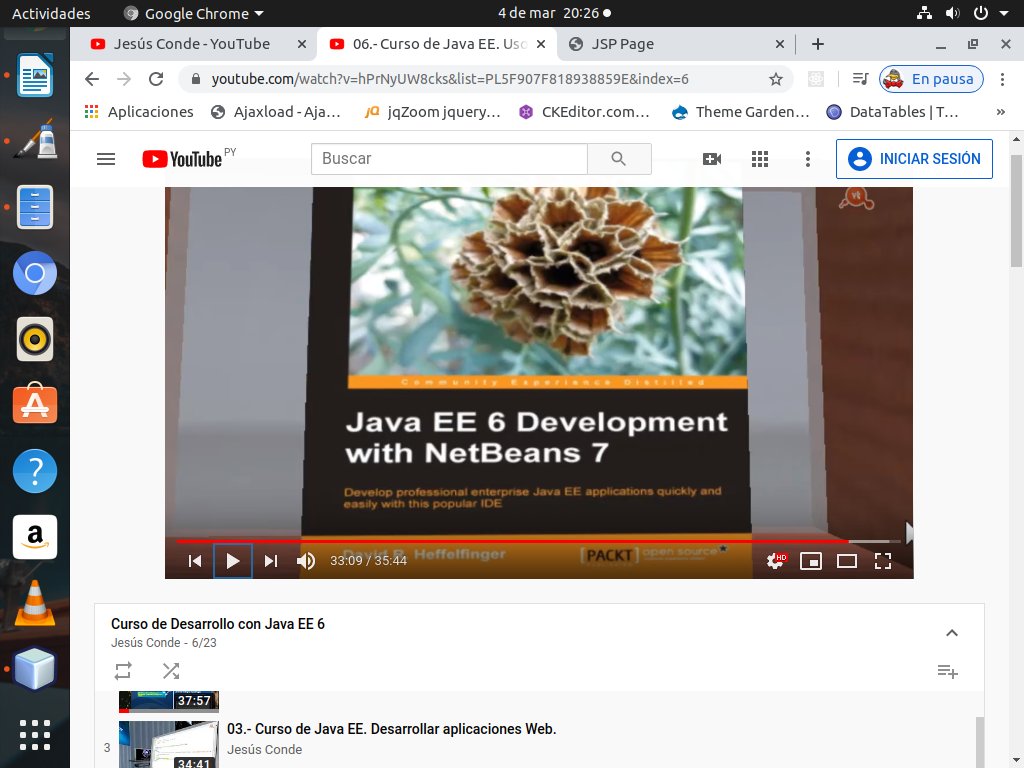 Actividades
Google Chrome
4 de mar 20:26
Jesús Conde - YouTube
06.- Curso de Java EE. Uso
JSP Page
youtube.com/watch?v=hPrNyUW8cks&list=PL5F907F818938859E&index=6
En pausa
Aplicaciones
Ajaxload - Aja...
jQ jqZoom jquery...
CKEditor.com...
Theme Garden...
DataTables | T...
»
YouTube PY
Buscar
INICIAR SESIÓN
vt
Community Experience Distilled
Java EE 6 Development
with NetBeans 7
Develop professional enterprise Java EE applications quickly and
easily with this popular IDE
David R. Heffelfinger
[PACKT] open source
33:09 / 35:44
HD
Curso de Desarrollo con Java EE 6
Jesús Conde - 6/23
37:57
3
03.- Curso de Java EE. Desarrollar aplicaciones Web.
Jesús Conde
34:41